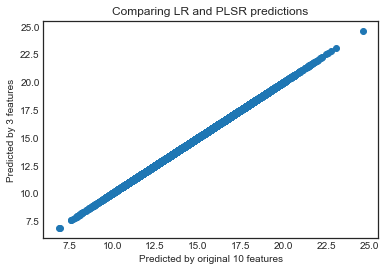 Comparing LR and PLSR predictions
25.0
22.5
20.0
17.5
15.0
12.5
10.0
7.5
Predicted by 3 features
7.5 10.0 12.5 15.0 17.5 20.0 22.5 25.0
Predicted by original 10 features